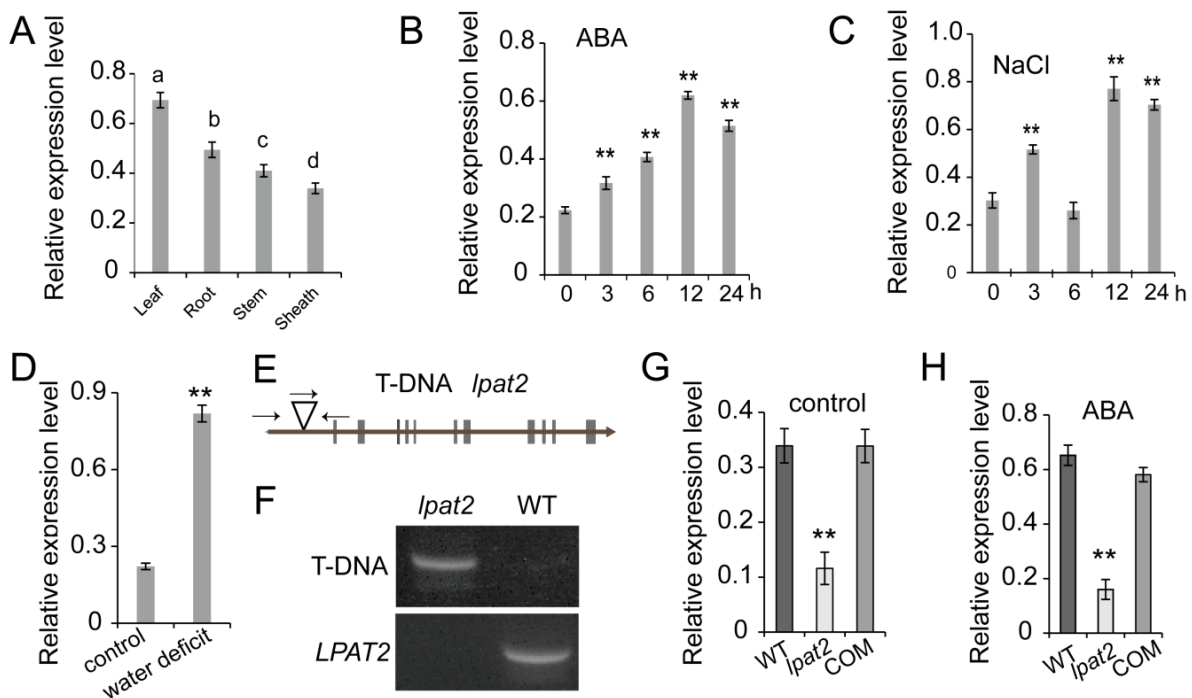 A
Relative expression level
0.8
0.6
0.4
0.2
0
a
b
c
d
Leaf
Root
Stem
Sheath
B
Relative expression level
ABA
0.8
0.6
0.4
0.2
0
**
**
**
**
0 3 6 12 24 h
C
Relative expression level
NaCl
1.0
0.8
0.6
0.4
0.2
0
**
**
**
0 3 6 12 24 h
D
Relative expression level
0.9
0.6
0.3
0
**
control
water deficit
E
T-DNA lpat2
F
lpat2 WT
T-DNA
LPAT2
G
Relative expression level
control
0.4
0.3
0.2
0.1
0
**
WT
lpat2
COM
H
Relative expression level
ABA
0.8
0.6
0.4
0.2
0
**
WT
lpat2
COM